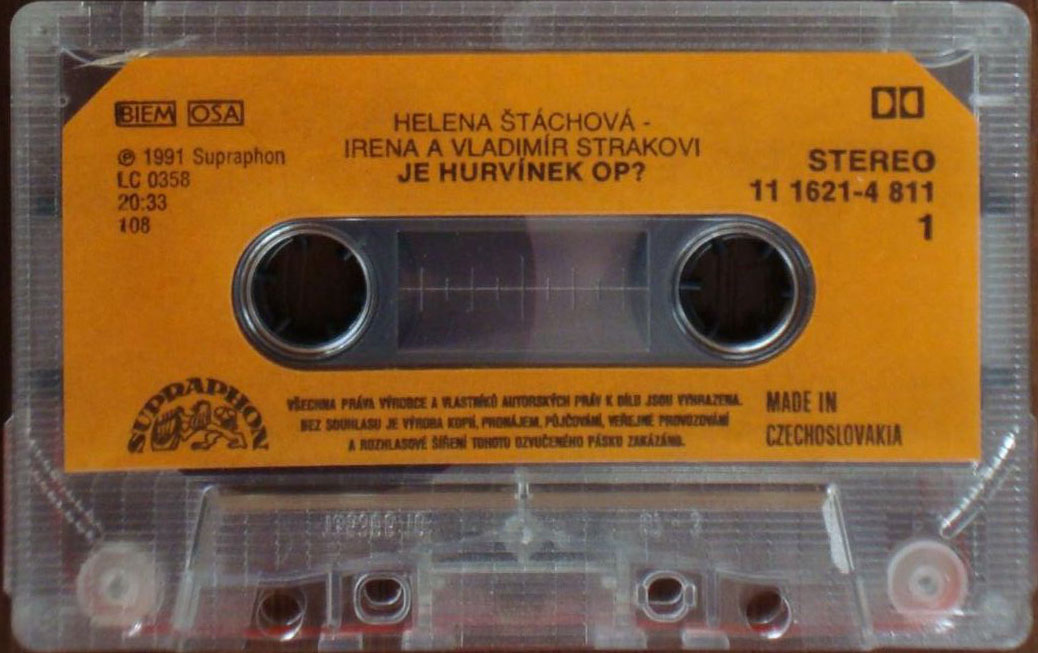 BIEM OSA
℗ 1991 Supraphon
LC 0358
20:33
108
HELENA ŠTÁCHOVÁ -
IRENA A VLADIMÍR STRAKOVI
JE HURVÍNEK OP?
STEREO
11 1621-4 811
1
SUPRAPHON
VŠECHNA PRÁVA VÝROBCE A VLASTNÍKŮ AUTORSKÝCH PRÁV K DÍLU JSOU VYHRAZENA.
BEZ SOUHLASU JE VÝROBA KOPIÍ, PRONÁJEM, PŮJČOVÁNÍ, VEŘEJNÉ PROVOZOVÁNÍ
A ROZHLASOVÉ ŠÍŘENÍ TOHOTO OZVUČENÉHO PÁSKU ZAKÁZÁNO.
MADE IN
CZECHOSLOVAKIA